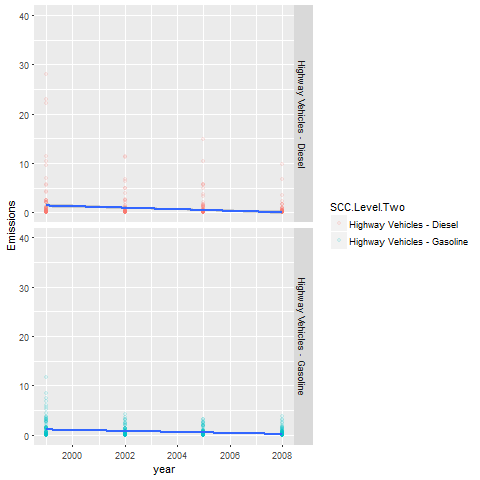 40
30
20
10
0
Highway Vehicles - Diesel
Emissions
40
30
20
10
0
Highway Vehicles - Gasoline
2000 2002 2004 2006 2008
year
SCC.Level.Two
Highway Vehicles - Diesel
Highway Vehicles - Gasoline